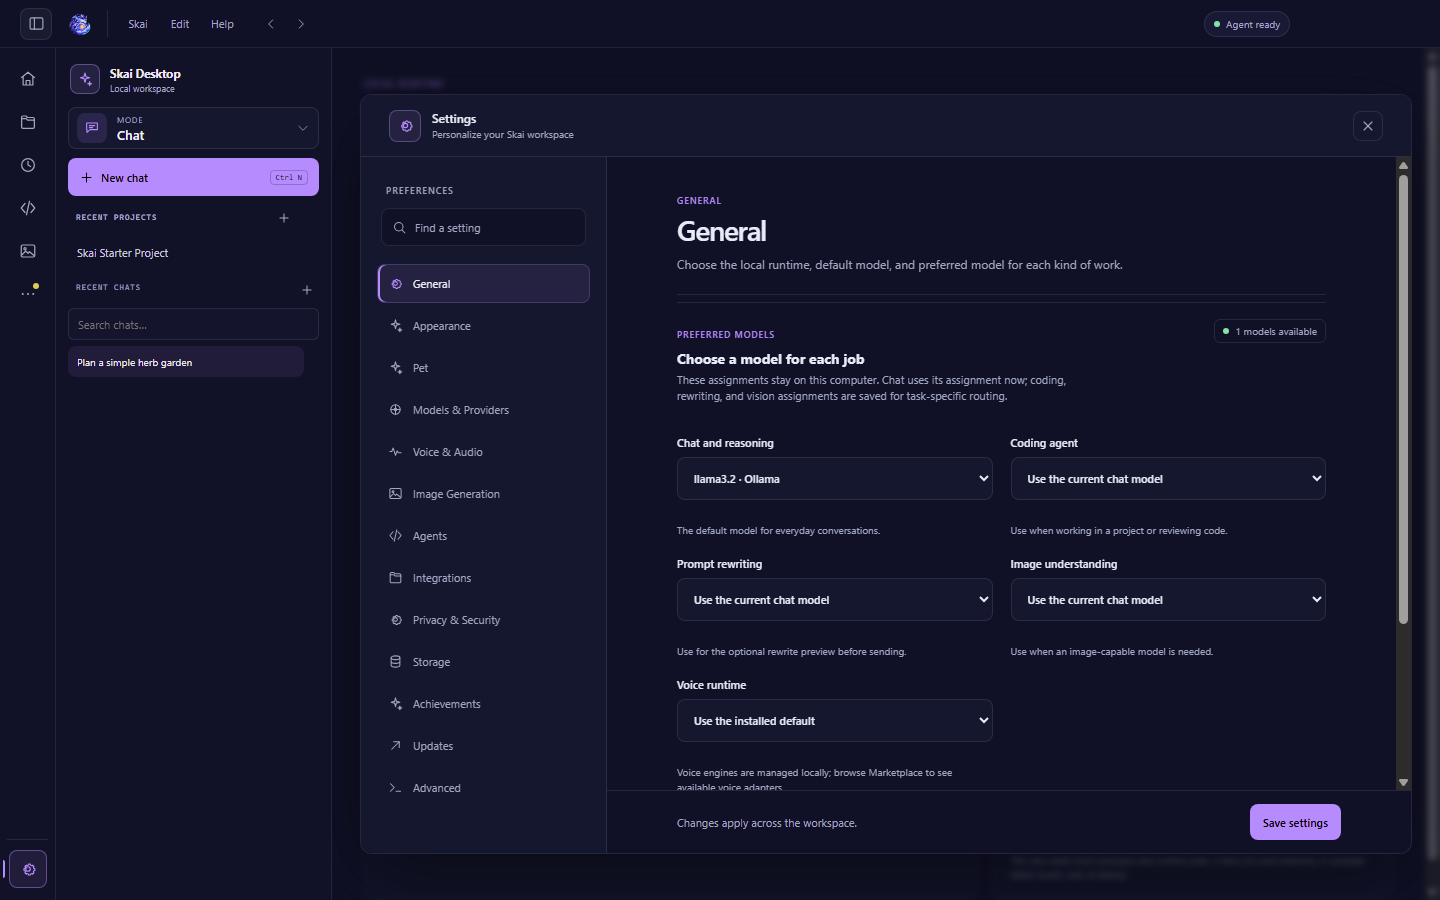 Skai Edit Help
Agent ready
Skai Desktop
Local workspace
MODE
Chat
New chat Ctrl N
RECENT PROJECTS
Skai Starter Project
RECENT CHATS
Search chats...
Plan a simple herb garden
Settings
Personalize your Skai workspace
PREFERENCES
Find a setting
General
Appearance
Pet
Models & Providers
Voice & Audio
Image Generation
Agents
Integrations
Privacy & Security
Storage
Achievements
Updates
Advanced
GENERAL
General
Choose the local runtime, default model, and preferred model for each kind of work.
PREFERRED MODELS
1 models available
Choose a model for each job
These assignments stay on this computer. Chat uses its assignment now; coding,
rewriting, and vision assignments are saved for task-specific routing.
Chat and reasoning
llama3.2 · Ollama
The default model for everyday conversations.
Coding agent
Use the current chat model
Use when working in a project or reviewing code.
Prompt rewriting
Use the current chat model
Use for the optional rewrite preview before sending.
Image understanding
Use the current chat model
Use when an image-capable model is needed.
Voice runtime
Use the installed default
Voice engines are managed locally; browse Marketplace to see
available voice adapters
Changes apply across the workspace.
Save settings